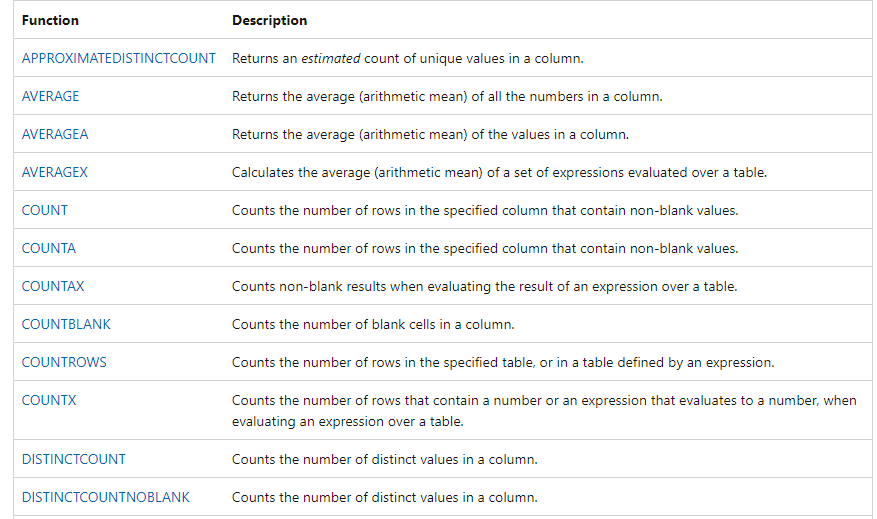 Function Description
APPROXIMATEDISTINCTCOUNT Returns an estimated count of unique values in a column.
AVERAGE Returns the average (arithmetic mean) of all the numbers in a column.
AVERAGEA Returns the average (arithmetic mean) of the values in a column.
AVERAGEX Calculates the average (arithmetic mean) of a set of expressions evaluated over a table.
COUNT Counts the number of rows in the specified column that contain non-blank values.
COUNTA Counts the number of rows in the specified column that contain non-blank values.
COUNTAX Counts non-blank results when evaluating the result of an expression over a table.
COUNTBLANK Counts the number of blank cells in a column.
COUNTROWS Counts the number of rows in the specified table, or in a table defined by an expression.
COUNTX Counts the number of rows that contain a number or an expression that evaluates to a number, when
evaluating an expression over a table.
DISTINCTCOUNT Counts the number of distinct values in a column.
DISTINCTCOUNTNOBLANK Counts the number of distinct values in a column.